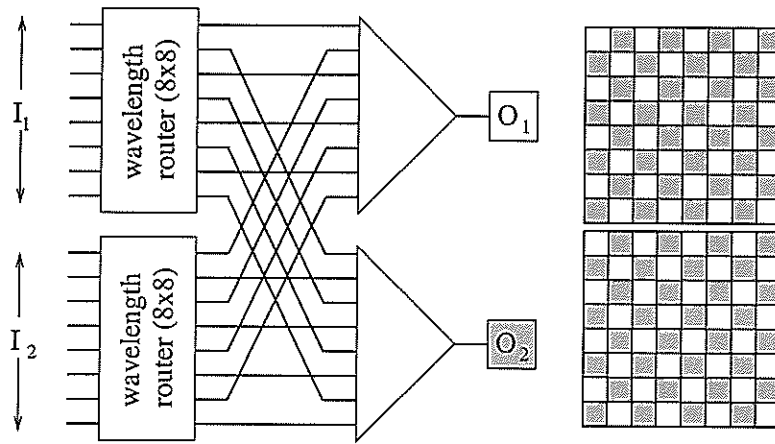 I1
wavelength
router (8x8)
O1
I2
wavelength
router (8x8)
O2